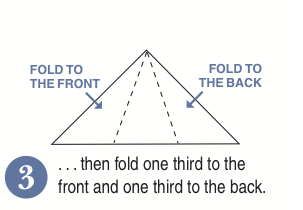 FOLD TO
THE FRONT
FOLD TO
THE BACK
3
...then fold one third to the
front and one third to the back.